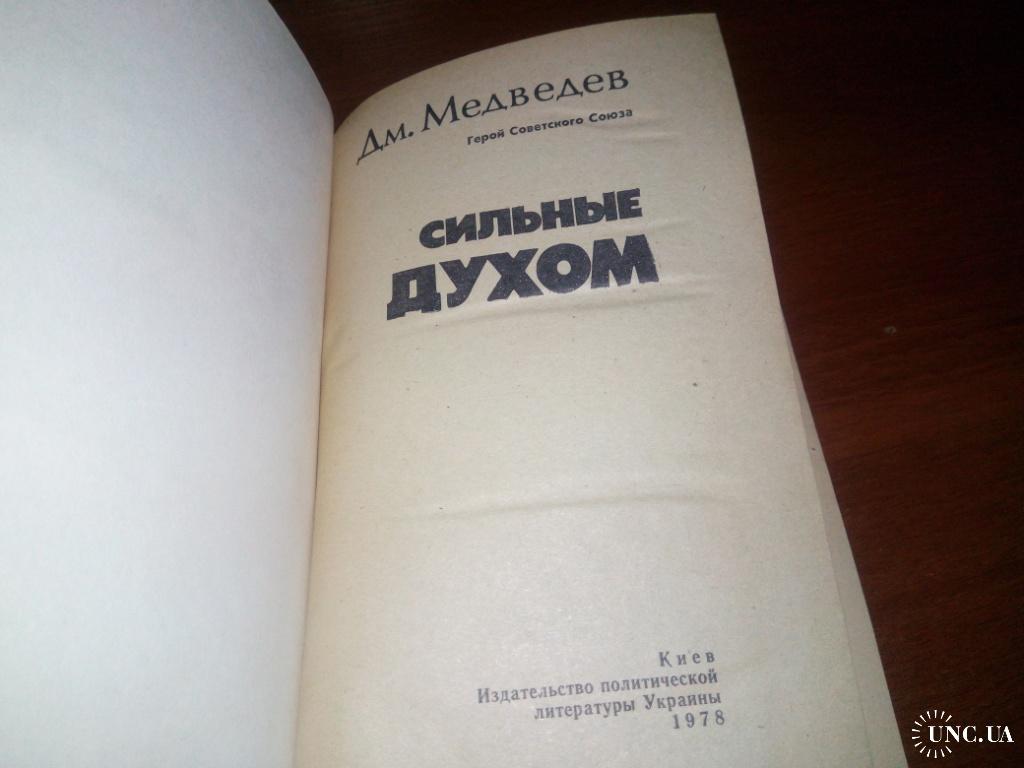 Дм. Медведев
Герой Советского Союза
СИЛЬНЫЕ
ДУХОМ
Киев
Издательство политической
литературы Украины
1978
UNC.UA